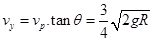 v_y = v_p . tan θ = 3/4 √2gR